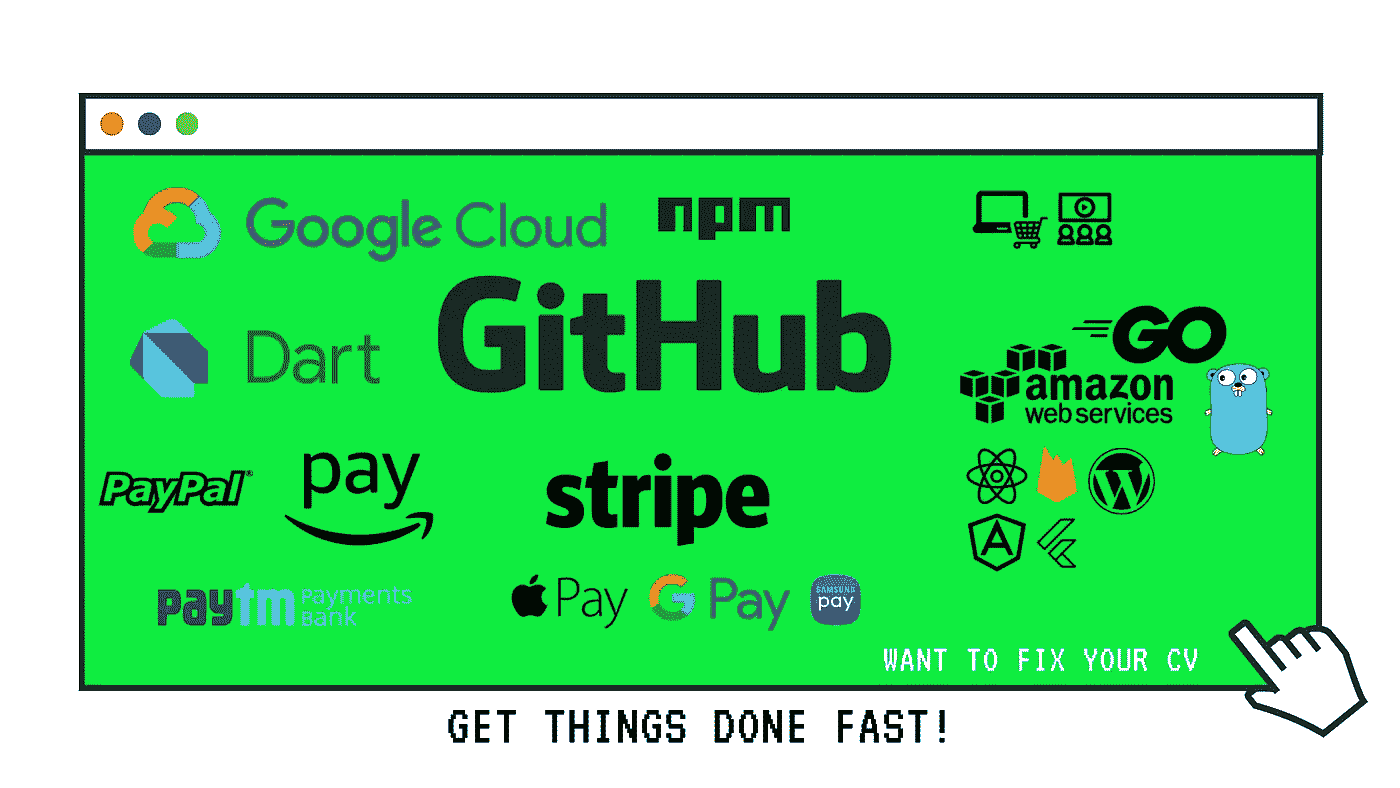 Google Cloud
npm
GitHub
GO
Dart
amazon
web services
PayPal®
pay
stripe
paytm payments
Bank
Pay
G Pay
SAMSUNG
pay
WANT TO FIX YOUR CV
GET THINGS DONE FAST!